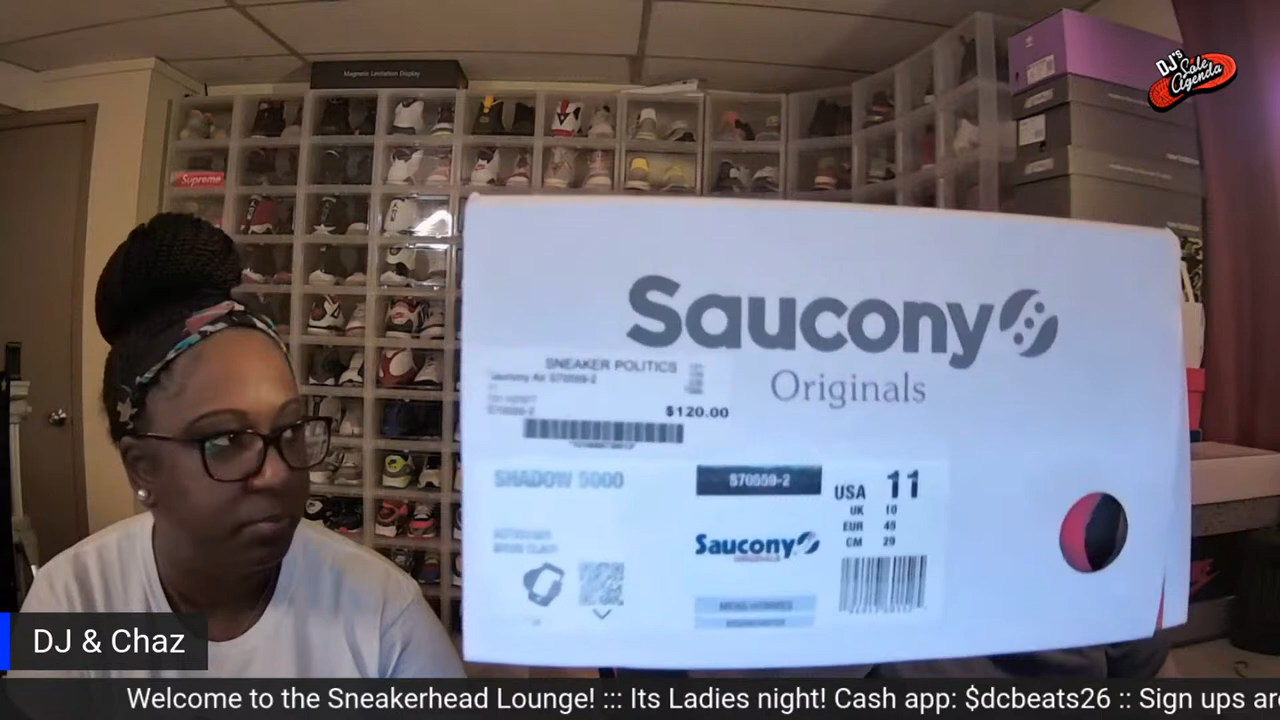 Magnetic Levitation Display
DJ's
Sole
Agenda
Supreme
Saucony
Originals
SNEAKER POLITICS
$120.00
SHADOW 9000
S70559-2
USA 11
UK 10
EUR 45
CM 29
Saucony
ORIGINALS
DJ & Chaz
Welcome to the Sneakerhead Lounge! ::: Its Ladies night! Cash app: $dcbeats26 :: Sign ups ar